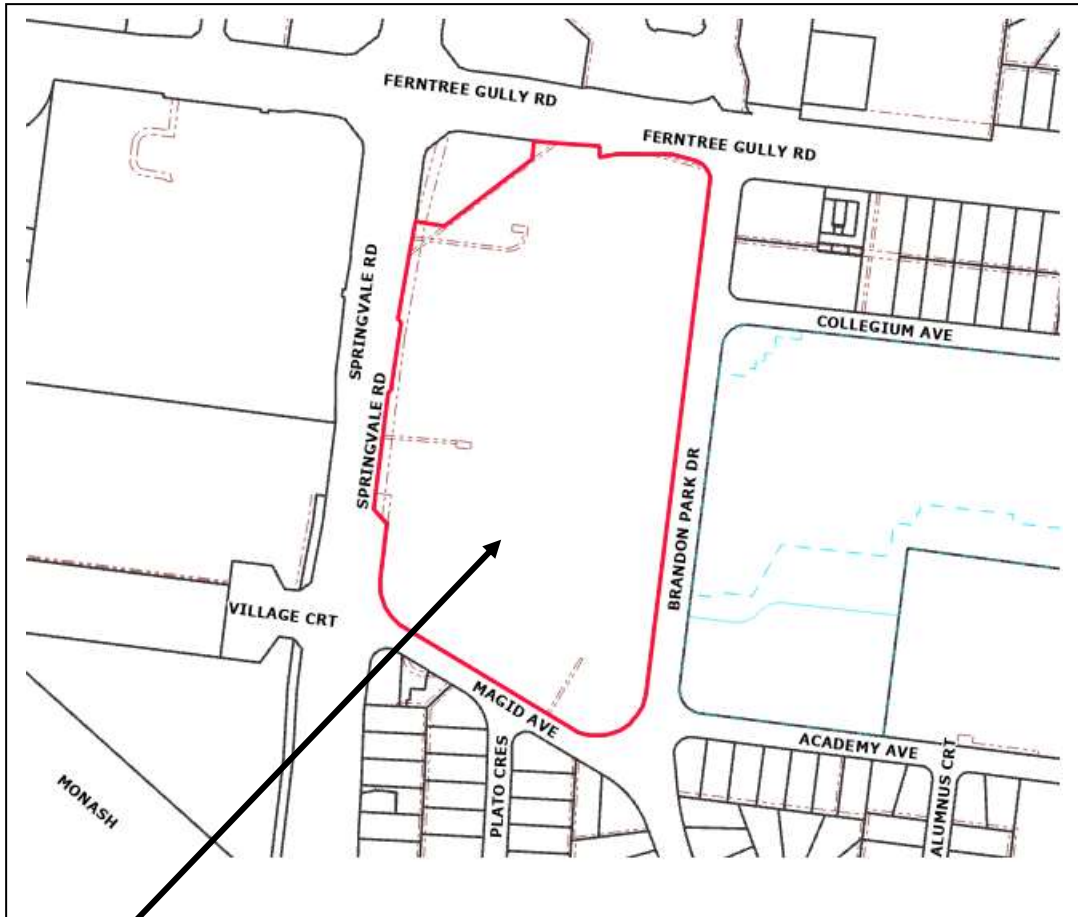 FERNTREE GULLY RD
FERNTREE GULLY RD
COLLEGIUM AVE
SPRINGVALE RD
SPRINGVALE RD
BRANDON PARK DR
VILLAGE CRT
MAGID AVE
ACADEMY AVE
PLATO CRES
ALUMNUS CRT
MONASH